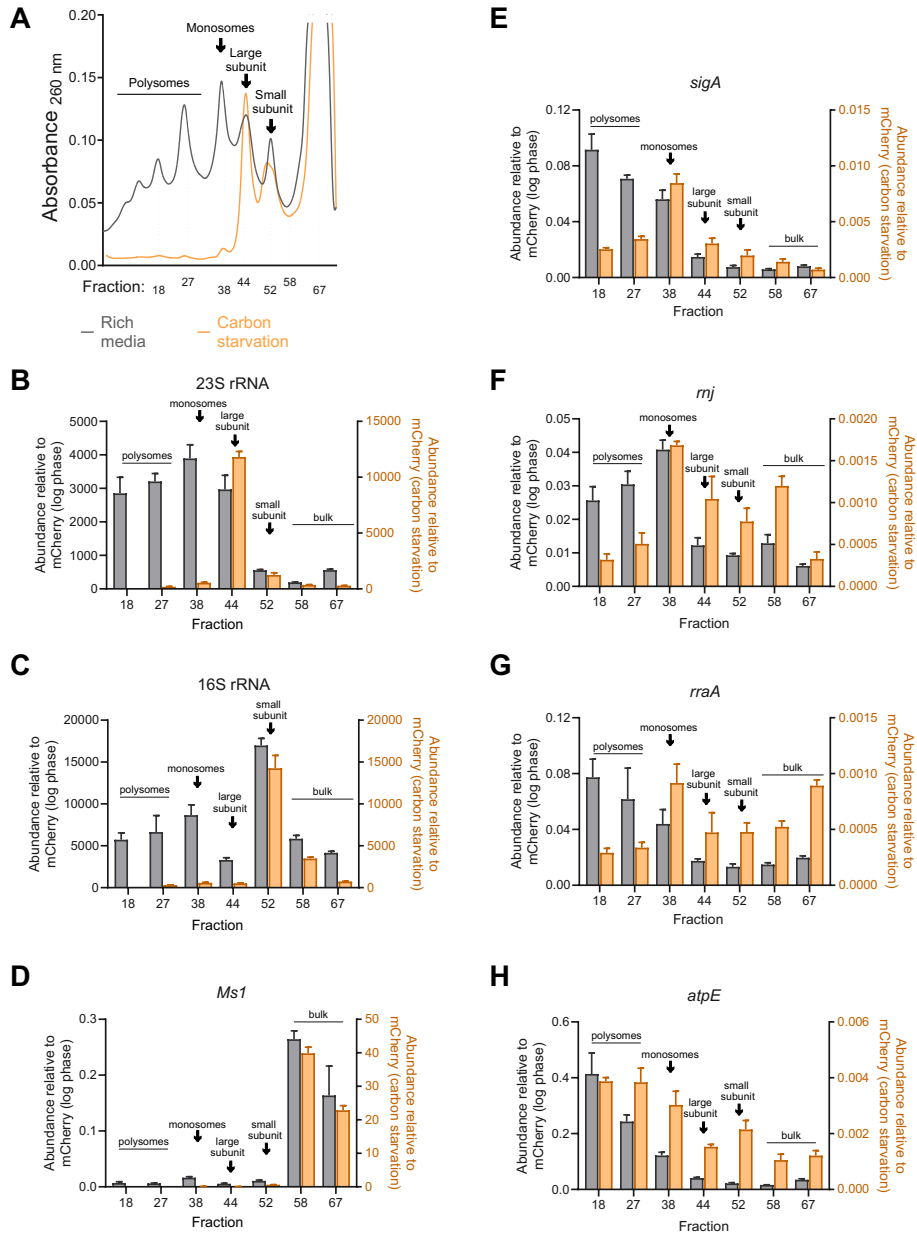 A
Monosomes
Large
subunit
Small
subunit
Polysomes
Absorbance 260 nm
0.20
0.15
0.10
0.05
0.00
Fraction: 18 27 38 44 52 58 67
Rich
media
Carbon
starvation
B
23S rRNA
monosomes
large
subunit
polysomes
small
subunit
bulk
Abundance relative to
mCherry (log phase)
5000
4000
3000
2000
1000
0
15000
10000
5000
0
Abundance relative to
mCherry (carbon starvation)
18 27 38 44 52 58 67
Fraction
C
16S rRNA
small
subunit
monosomes
polysomes
large
subunit
bulk
Abundance relative to
mCherry (log phase)
20000
15000
10000
5000
0
20000
15000
10000
5000
0
Abundance relative to
mCherry (carbon starvation)
18 27 38 44 52 58 67
Fraction
D
Ms1
bulk
monosomes
small
subunit
polysomes
large
subunit
Abundance relative to
mCherry (log phase)
0.3
0.2
0.1
0.0
50
40
30
20
10
0
Abundance relative to
mCherry (carbon starvation)
18 27 38 44 52 58 67
Fraction
E
sigA
polysomes
monosomes
large
subunit
small
subunit
bulk
Abundance relative to
mCherry (log phase)
0.12
0.08
0.04
0.00
0.015
0.010
0.005
0.000
Abundance relative to
mCherry (carbon starvation)
18 27 38 44 52 58 67
Fraction
F
rnj
monosomes
polysomes
large
subunit
small
subunit
bulk
Abundance relative to
mCherry (log phase)
0.05
0.04
0.03
0.02
0.01
0.00
0.0020
0.0015
0.0010
0.0005
0.0000
Abundance relative to
mCherry (carbon starvation)
18 27 38 44 52 58 67
Fraction
G
rraA
monosomes
polysomes
large
subunit
small
subunit
bulk
Abundance relative to
mCherry (log phase)
0.12
0.08
0.04
0.00
0.0015
0.0010
0.0005
0.0000
Abundance relative to
mCherry (carbon starvation)
18 27 38 44 52 58 67
Fraction
H
atpE
polysomes
monosomes
large
subunit
small
subunit
bulk
Abundance relative to
mCherry (log phase)
0.6
0.4
0.2
0.0
0.006
0.004
0.002
0.000
Abundance relative to
mCherry (carbon starvation)
18 27 38 44 52 58 67
Fraction